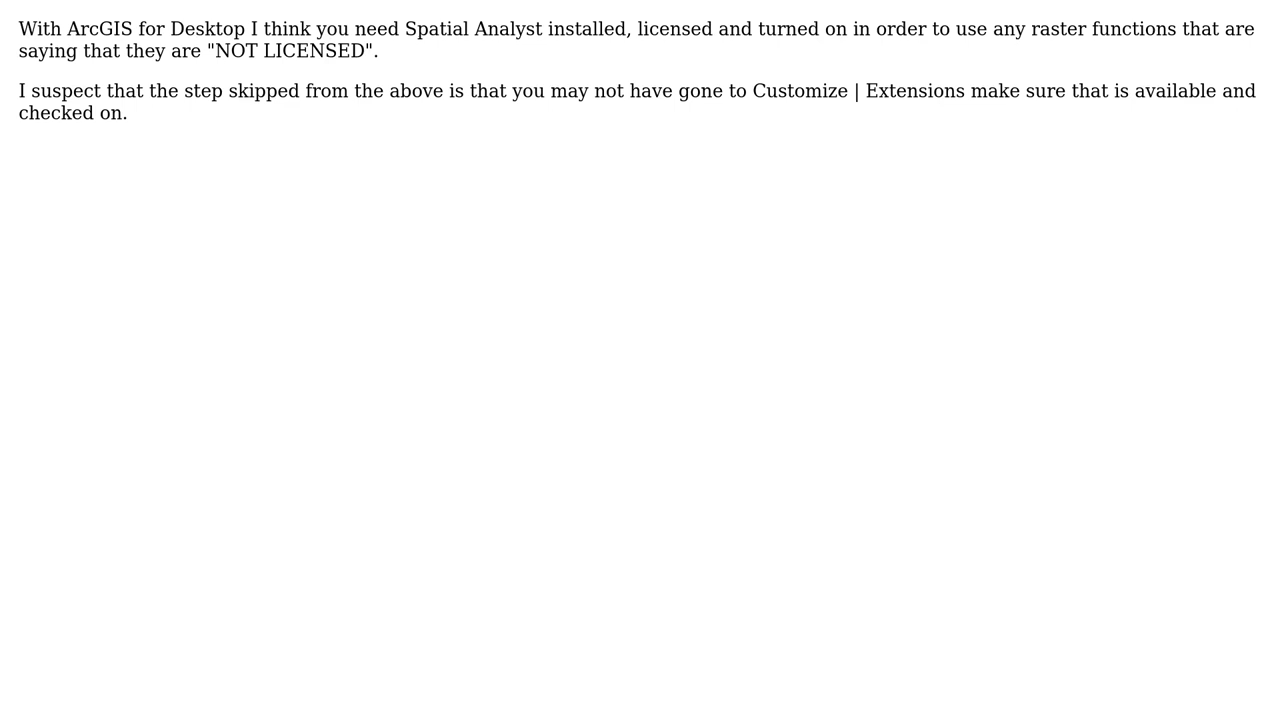 With ArcGIS for Desktop I think you need Spatial Analyst installed, licensed and turned on in order to use any raster functions that are
saying that they are "NOT LICENSED".
I suspect that the step skipped from the above is that you may not have gone to Customize | Extensions make sure that is available and
checked on.